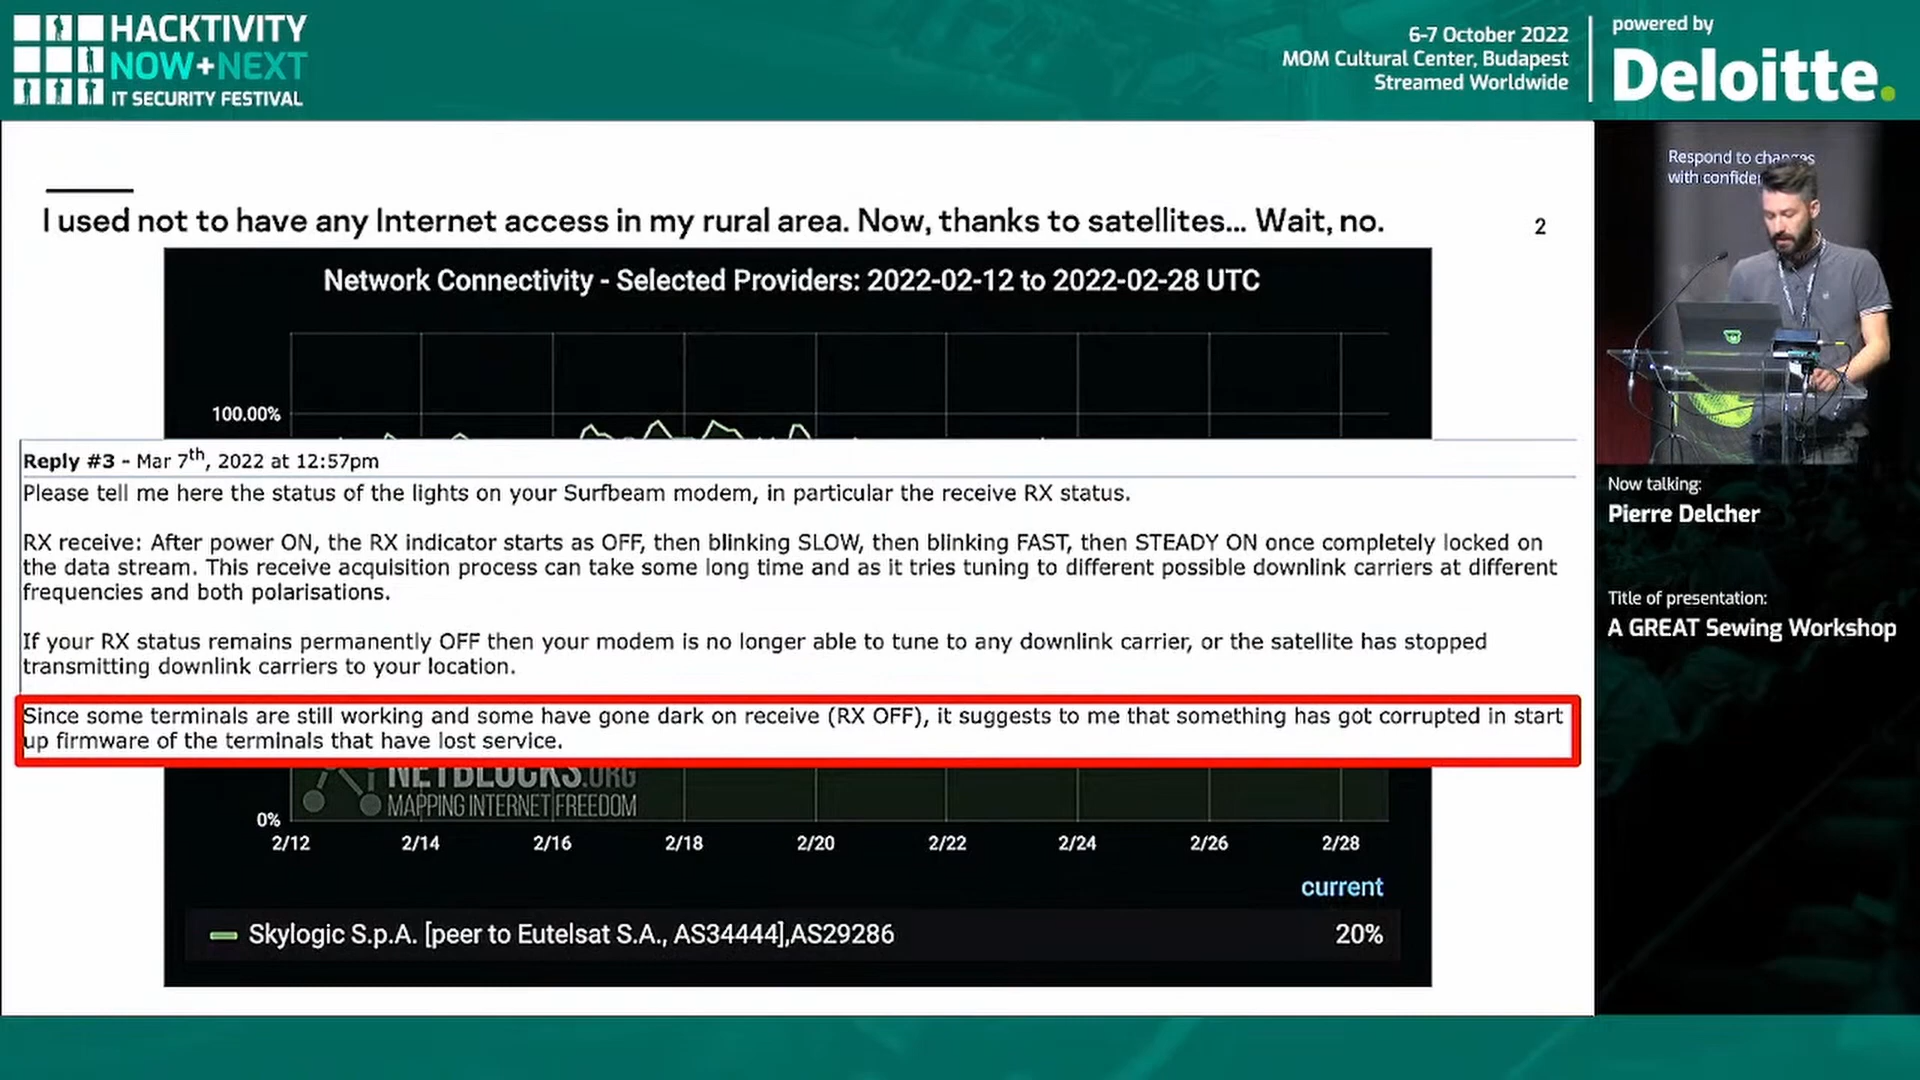 HACKTIVITY
NOW+NEXT
IT SECURITY FESTIVAL
6-7 October 2022
MOM Cultural Center, Budapest
Streamed Worldwide
powered by
Deloitte.
I used not to have any Internet access in my rural area. Now, thanks to satellites... Wait, no.
2
Network Connectivity - Selected Providers: 2022-02-12 to 2022-02-28 UTC
100.00%
Reply #3 - Mar 7th, 2022 at 12:57pm
Please tell me here the status of the lights on your Surfbeam modem, in particular the receive RX status.
RX receive: After power ON, the RX indicator starts as OFF, then blinking SLOW, then blinking FAST, then STEADY ON once completely locked on
the data stream. This receive acquisition process can take some long time and as it tries tuning to different possible downlink carriers at different
frequencies and both polarisations.
If your RX status remains permanently OFF then your modem is no longer able to tune to any downlink carrier, or the satellite has stopped
transmitting downlink carriers to your location.
Since some terminals are still working and some have gone dark on receive (RX OFF), it suggests to me that something has got corrupted in start
up firmware of the terminals that have lost service.
NETBLOCKS.ORG
MAPPING INTERNET FREEDOM
0%
2/12 2/14 2/16 2/18 2/20 2/22 2/24 2/26 2/28
current
Skylogic S.p.A. [peer to Eutelsat S.A., AS34444],AS29286 20%
Respond to changes
with confide
Now talking:
Pierre Delcher
Title of presentation:
A GREAT Sewing Workshop